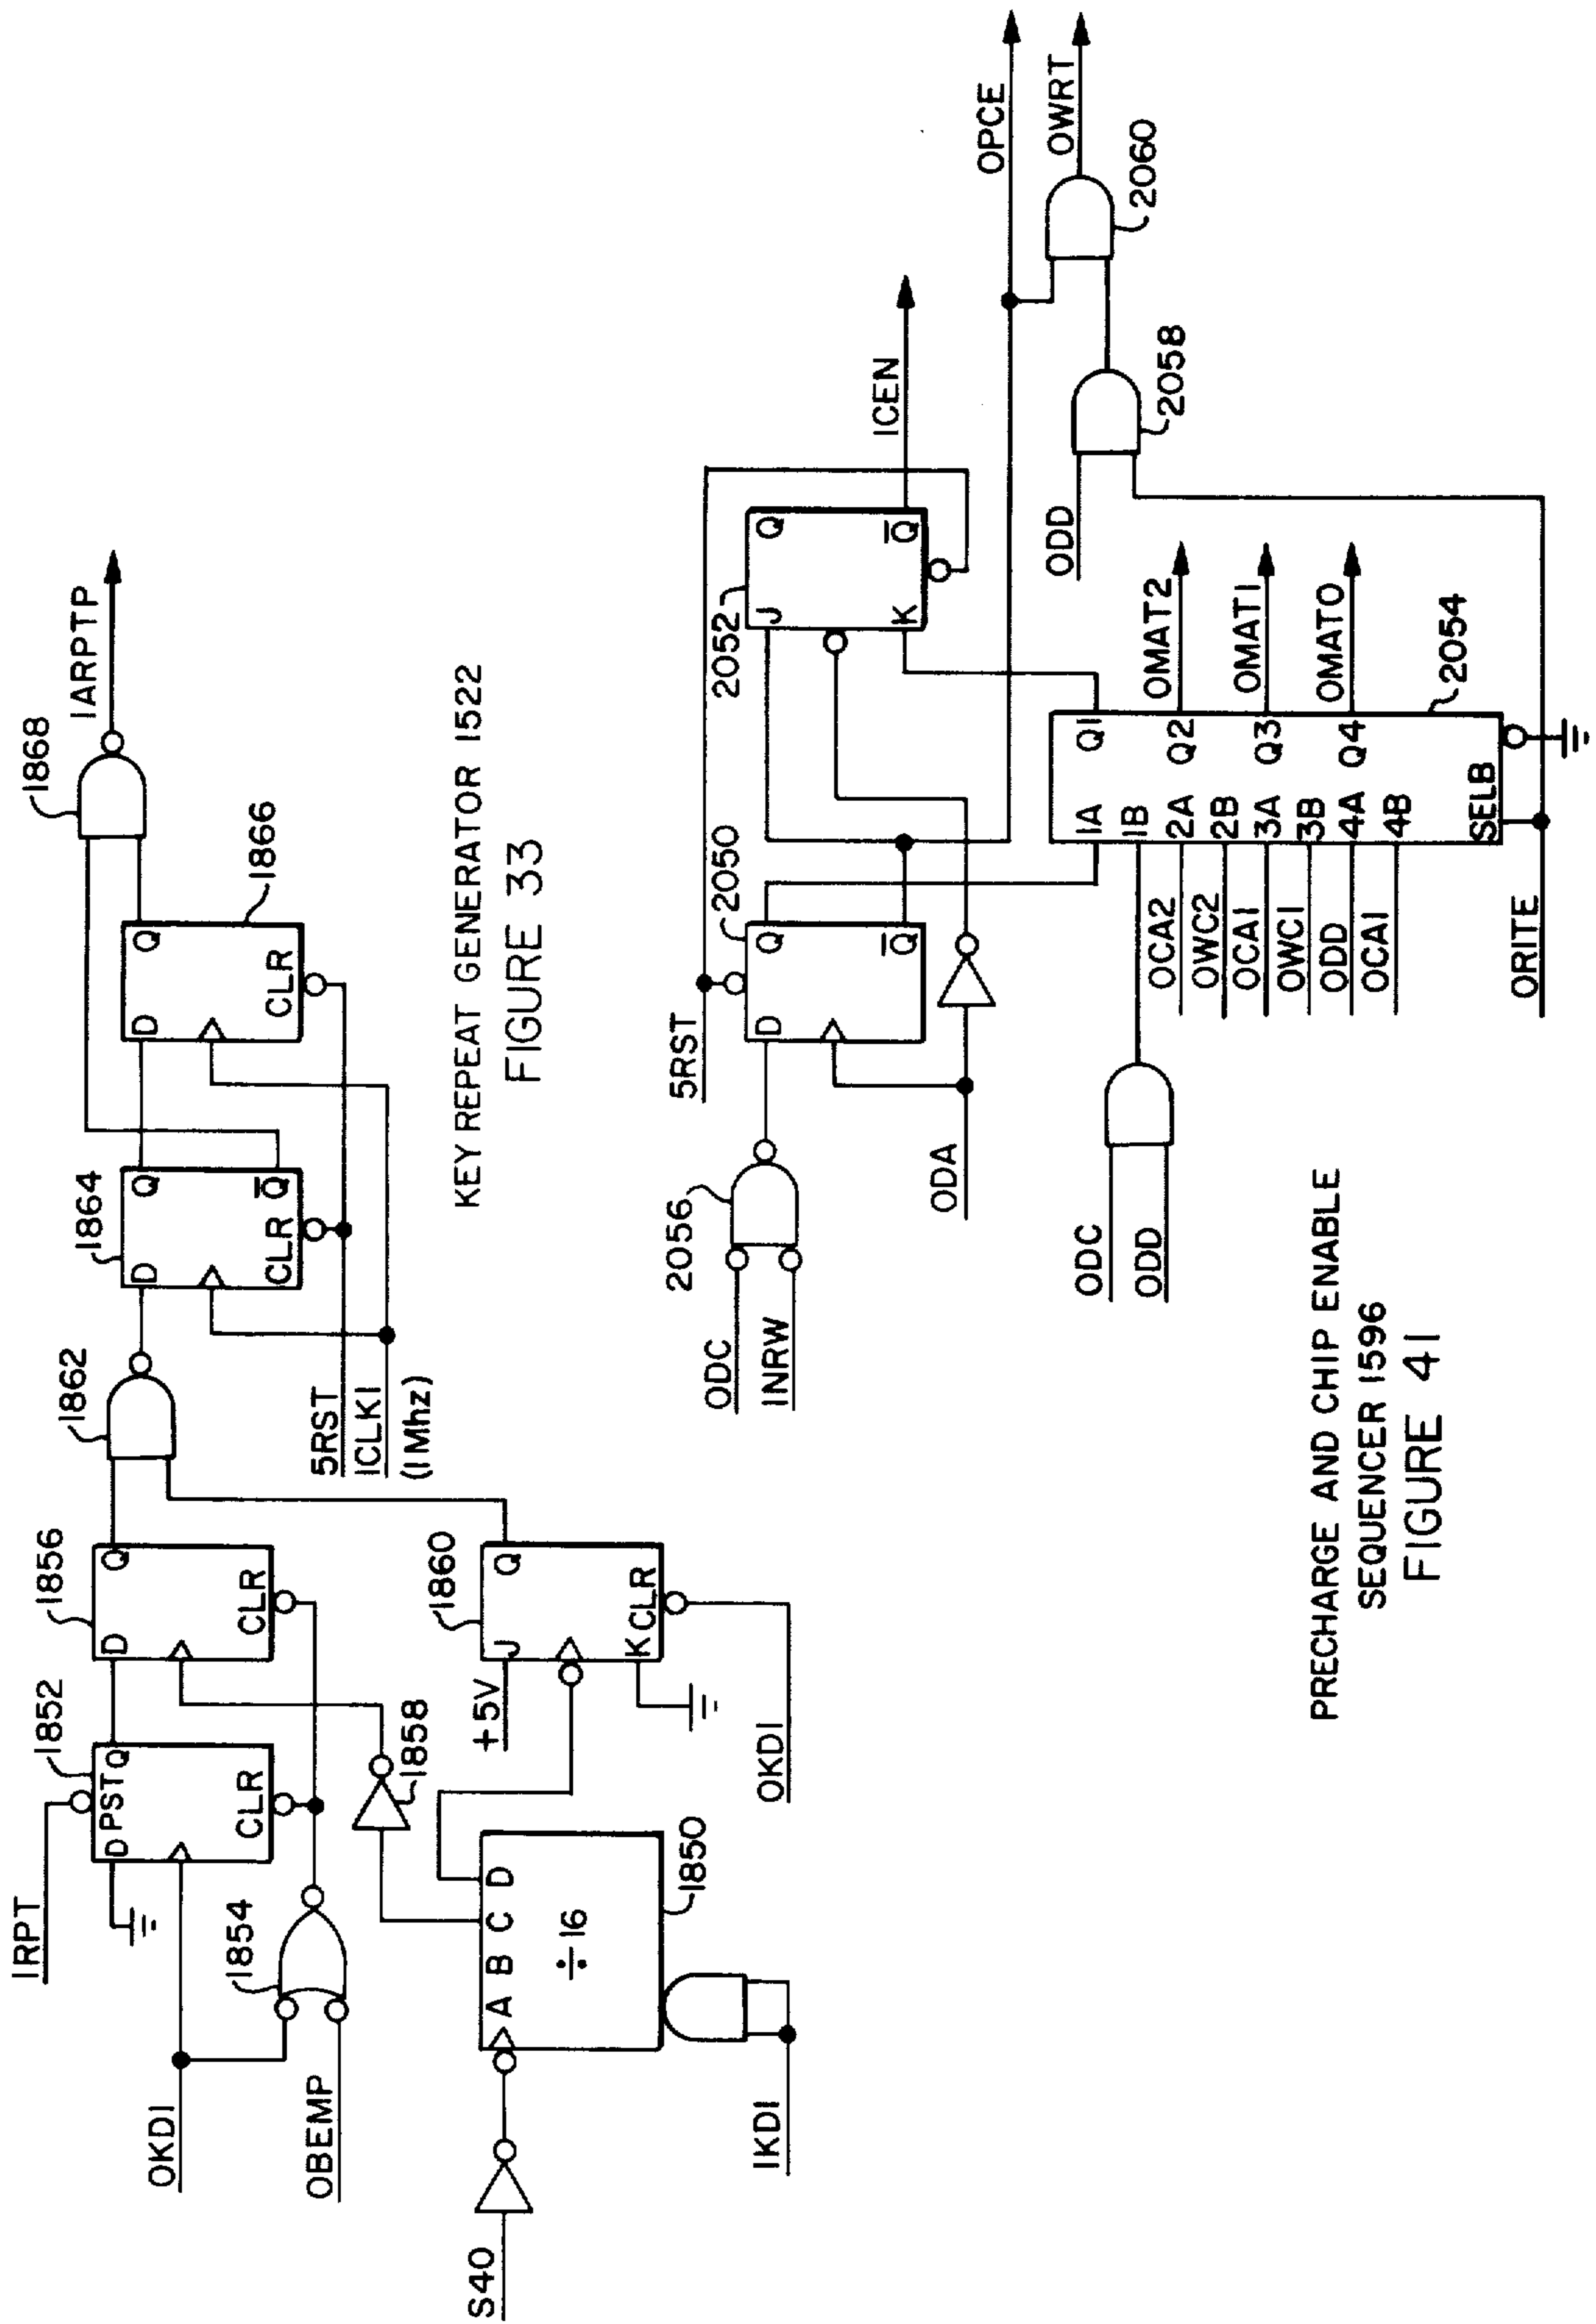 1868
IARPTP
1866
Q
D
CLR
1864
Q
D
Q
CLR
1862
5RST
ICLKI
(1Mhz)
1856
Q
D
CLR
1852
PST
Q
D
CLR
IRPT
1854
OKDI
OBEMP
1858
1860
J
Q
K
CLR
+5V
OKDI
A B C D
÷16
1850
S40
IKDI
KEY REPEAT GENERATOR 1522
FIGURE 33
ICEN
OPCE
OWRT
2060
2058
ODD
2052
J
Q
K
Q
2050
D
Q
Q
5RST
2056
ODC
INRW
ODA
ODC
ODD
1A
1B
2A
2B
3A
3B
4A
4B
SELB
Q1
Q2
Q3
Q4
OMAT2
OMAT1
OMATO
2054
OCA2
OWC2
OCAI
OWCI
ODD
OCAI
ORITE
PRECHARGE AND CHIP ENABLE
SEQUENCER 1596
FIGURE 41